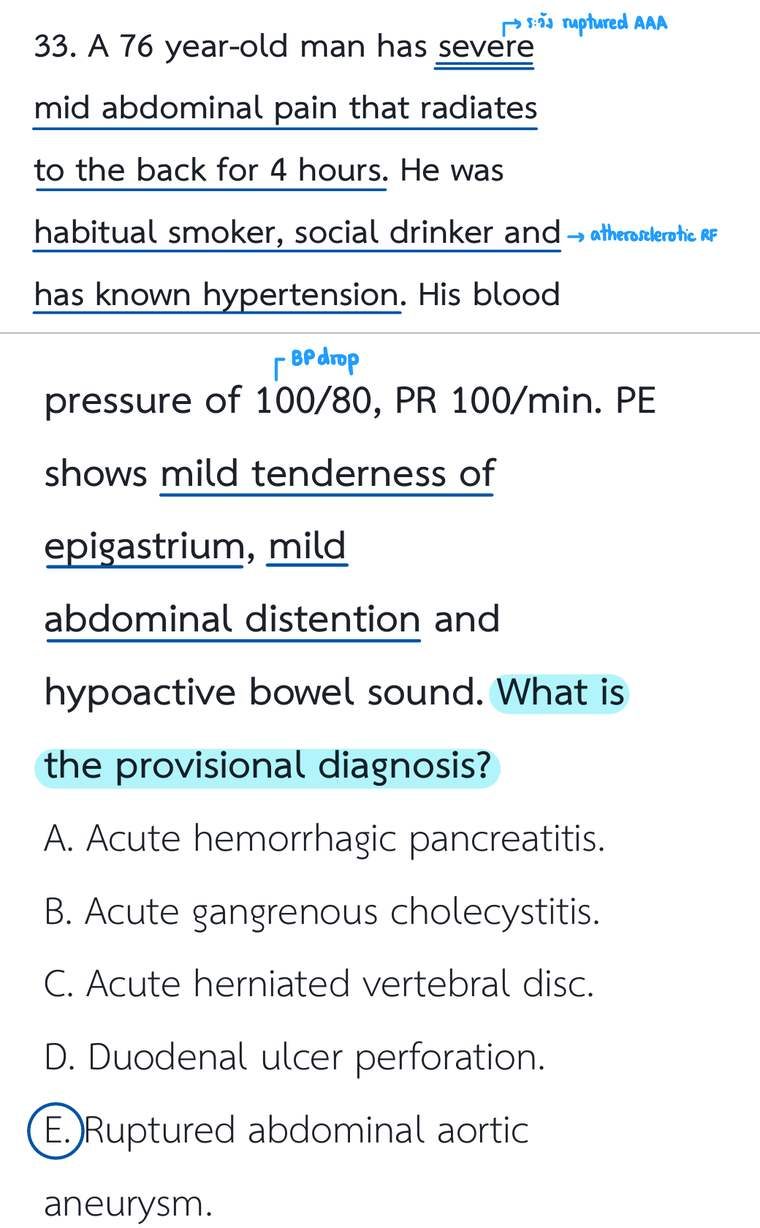 → ระวัง ruptured AAA
33. A 76 year-old man has severe
mid abdominal pain that radiates
to the back for 4 hours. He was
habitual smoker, social drinker and → atherosclerotic RF
has known hypertension. His blood
BP drop
pressure of 100/80, PR 100/min. PE
shows mild tenderness of
epigastrium, mild
abdominal distention and
hypoactive bowel sound. What is
the provisional diagnosis?
A. Acute hemorrhagic pancreatitis.
B. Acute gangrenous cholecystitis.
C. Acute herniated vertebral disc.
D. Duodenal ulcer perforation.
E. Ruptured abdominal aortic
aneurysm.